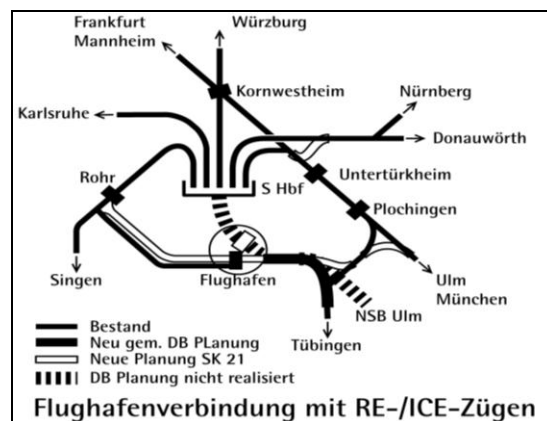 Frankfurt
Mannheim
Würzburg
Kornwestheim
Nürnberg
Karlsruhe
Donauwörth
Rohr
S Hbf
Untertürkheim
Plochingen
Singen
Flughafen
Ulm
München
NSB Ulm
Tübingen
Bestand
Neu gem. DB PLanung
Neue Planung SK 21
DB Planung nicht realisiert
Flughafenverbindung mit RE-/ICE-Zügen